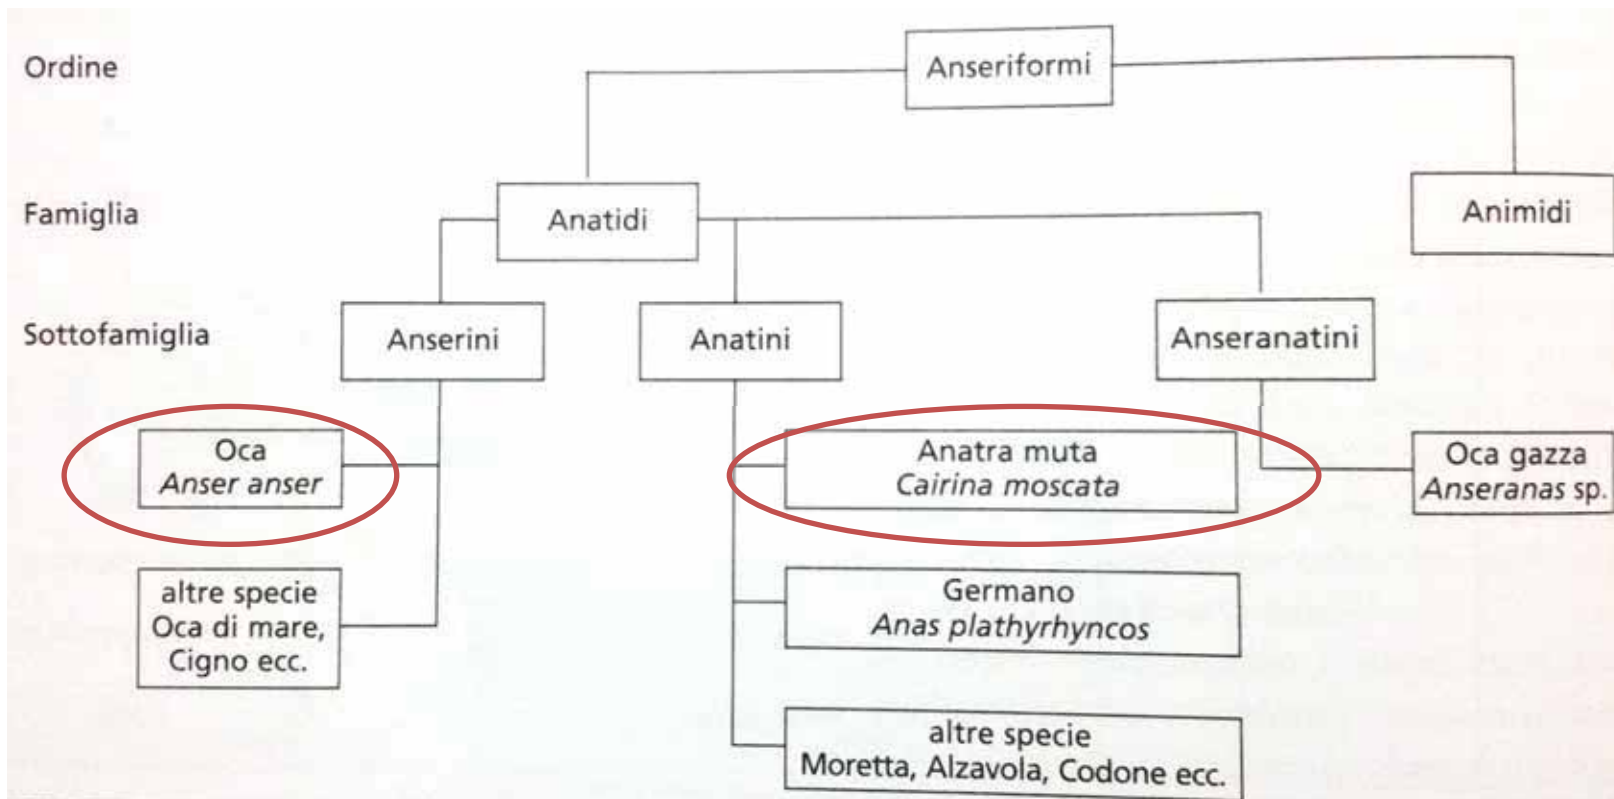 Ordine
Anseriformi
Famiglia
Anatidi
Animidi
Sottofamiglia
Anserini
Anatini
Anseranatini
Oca
Anser anser
Anatra muta
Cairina moscata
Oca gazza
Anseranas sp.
altre specie
Oca di mare,
Cigno ecc.
Germano
Anas plathyrhyncos
altre specie
Moretta, Alzavola, Codone ecc.